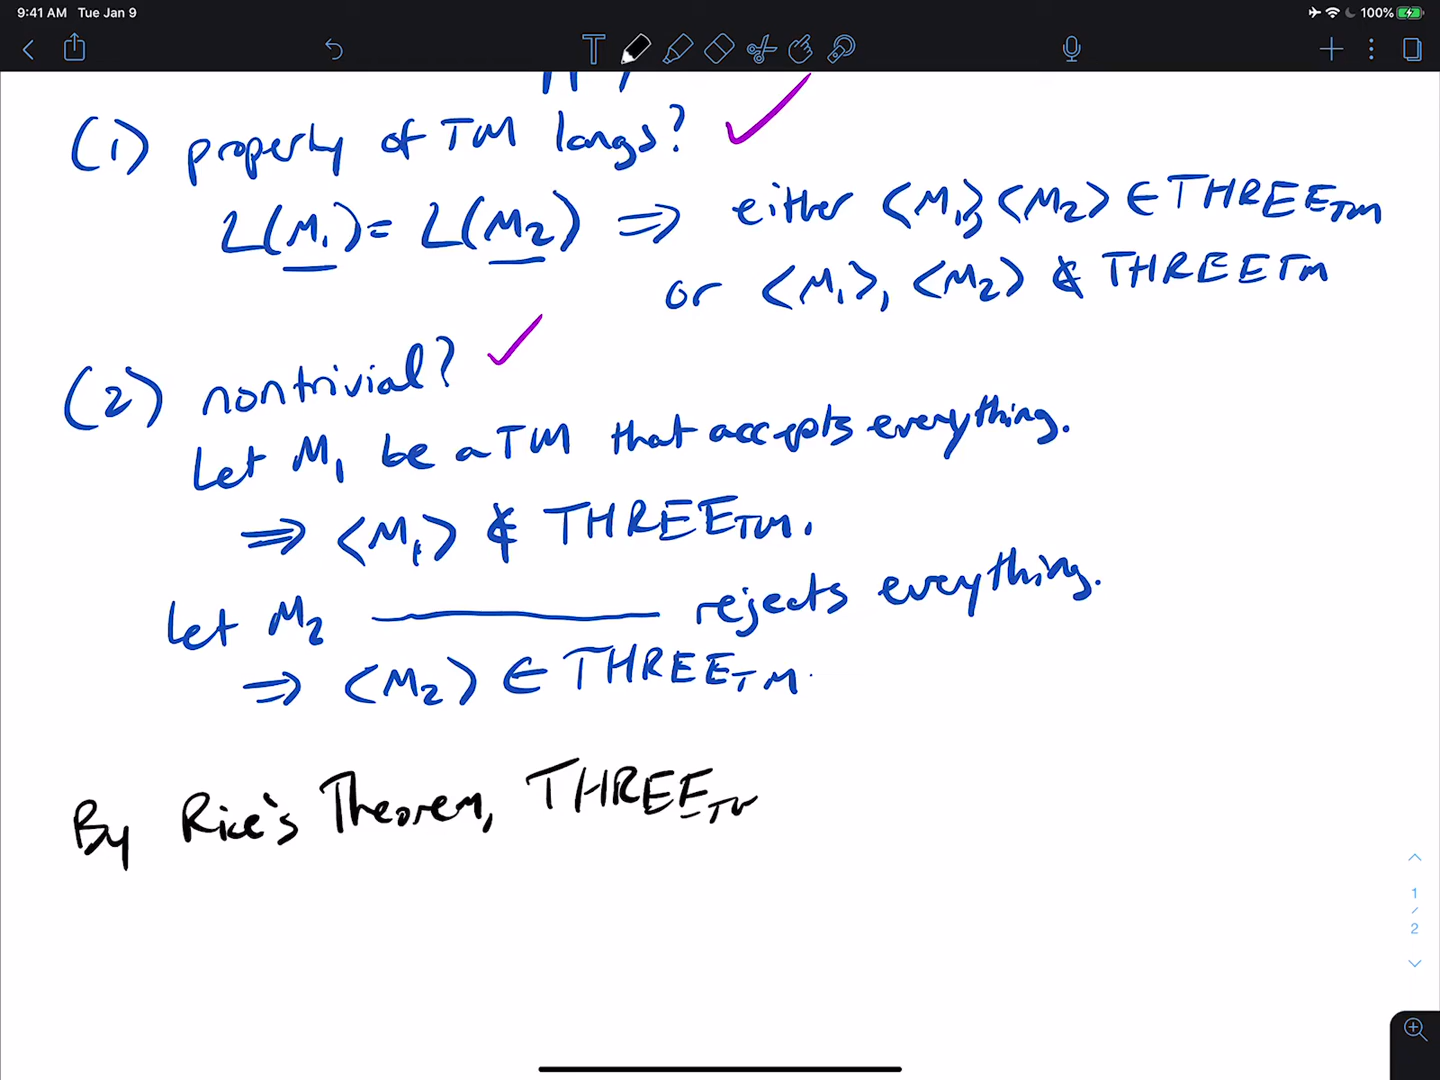 9:41 AM Tue Jan 9
100%
(1) property of TM langs?
L(M₁) = L(M₂) ⇒ either ⟨M₁⟩, ⟨M₂⟩ ∈ THREE_TM
or ⟨M₁⟩, ⟨M₂⟩ ∉ THREE_TM
(2) nontrivial?
Let M₁ be a TM that accepts everything.
⇒ ⟨M₁⟩ ∉ THREE_TM.
Let M₂ ———— rejects everything.
⇒ ⟨M₂⟩ ∈ THREE_TM.
By Rice's Theorem, THREE_T
1
/
2